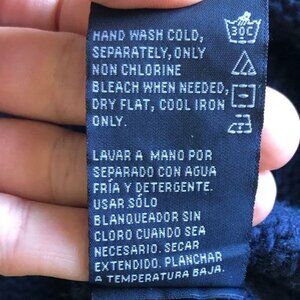 HAND WASH COLD,
SEPARATELY,ONLY
NON CHLORINE
BLEACH WHEN NEEDED,
DRY FLAT, COOL IRON
ONLY.
30C
LAVAR A MANO POR
SEPARADO CON AGUA
FRÍA Y DETERGENTE.
USAR SÓLO
BLANQUEADOR SIN
CLORO CUANDO SEA
NECESARIO. SECAR
EXTENDIDO. PLANCHAR
A TEMPERATURA BAJA.